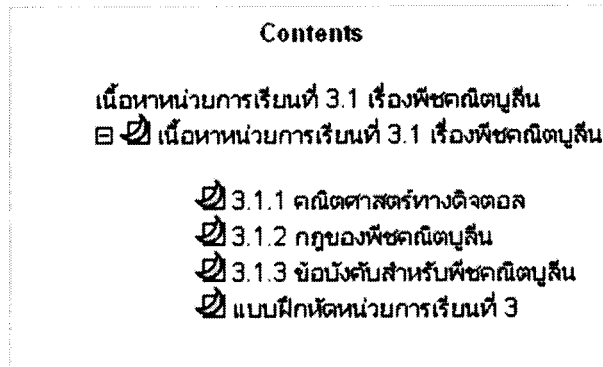 Contents
เนื้อหาหน่วยการเรียนที่ 3.1 เรื่องพีชคณิตบูลีน
เนื้อหาหน่วยการเรียนที่ 3.1 เรื่องพีชคณิตบูลีน
3.1.1 คณิตศาสตร์ทางดิจตอล
3.1.2 กฎของพีชคณิตบูลีน
3.1.3 ข้อบังคับสำหรับพีชคณิตบูลีน
แบบฝึกหัดหน่วยการเรียนที่ 3